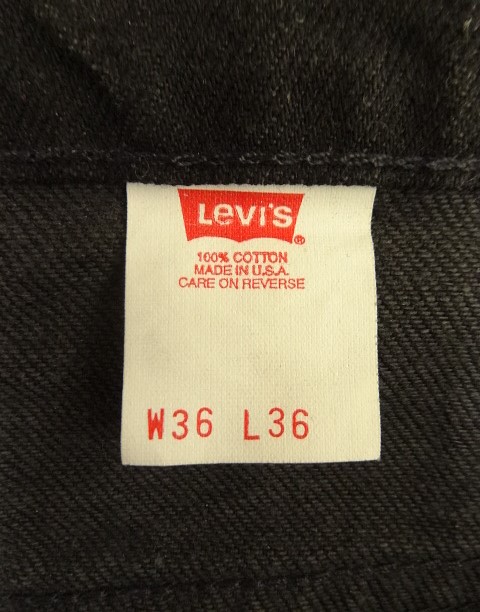 Levi's®
100% COTTON
MADE IN U.S.A.
CARE ON REVERSE
W36 L36